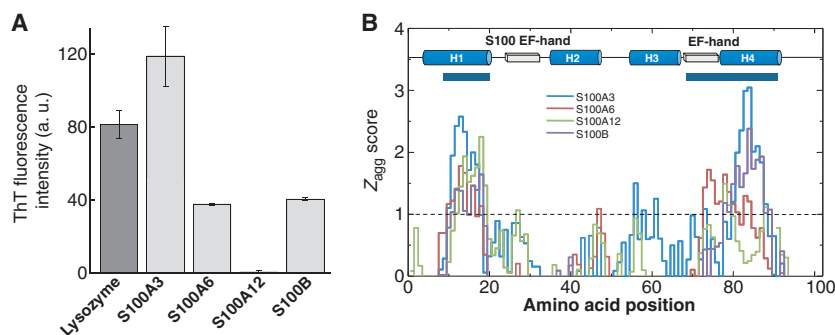 A
ThT fluorescence
intensity (a. u.)
120
80
40
0
Lysozyme
S100A3
S100A6
S100A12
S100B
B
Zagg score
4
3
2
1
0
S100 EF-hand
EF-hand
H1
H2
H3
H4
S100A3
S100A6
S100A12
S100B
0
20
40
60
80
100
Amino acid position